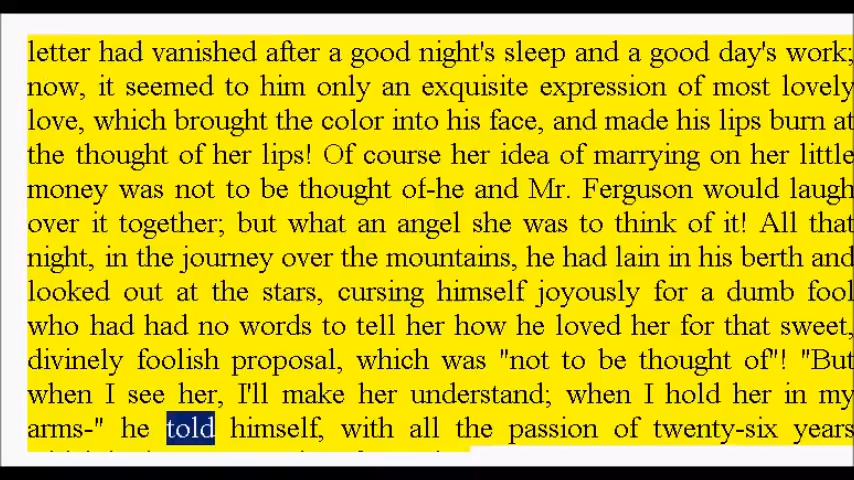 letter had vanished after a good night's sleep and a good day's work;
now, it seemed to him only an exquisite expression of most lovely
love, which brought the color into his face, and made his lips burn at
the thought of her lips! Of course her idea of marrying on her little
money was not to be thought of-he and Mr. Ferguson would laugh
over it together; but what an angel she was to think of it! All that
night, in the journey over the mountains, he had lain in his berth and
looked out at the stars, cursing himself joyously for a dumb fool
who had had no words to tell her how he loved her for that sweet,
divinely foolish proposal, which was "not to be thought of"! "But
when I see her, I'll make her understand; when I hold her in my
arms-" he told himself, with all the passion of twenty-six years